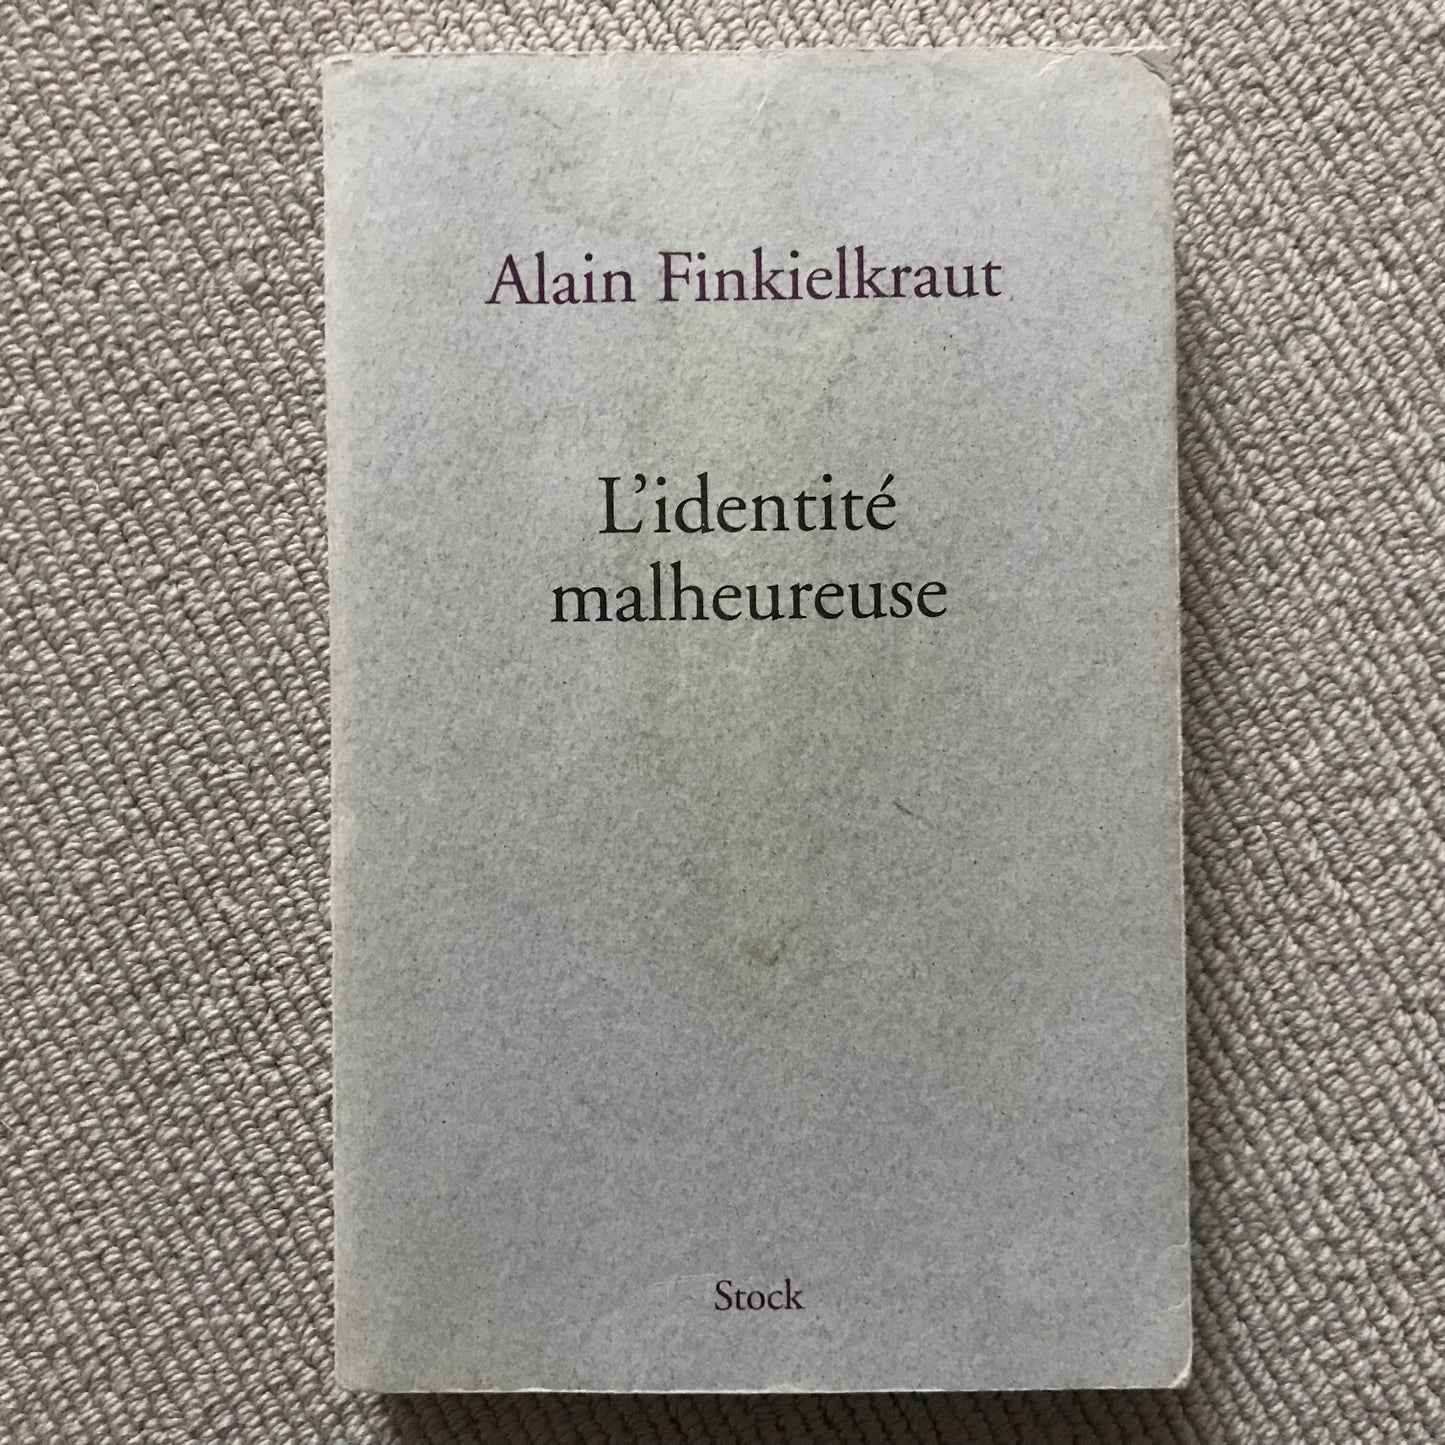 Alain Finkielkraut
L’identité
malheureuse
Stock